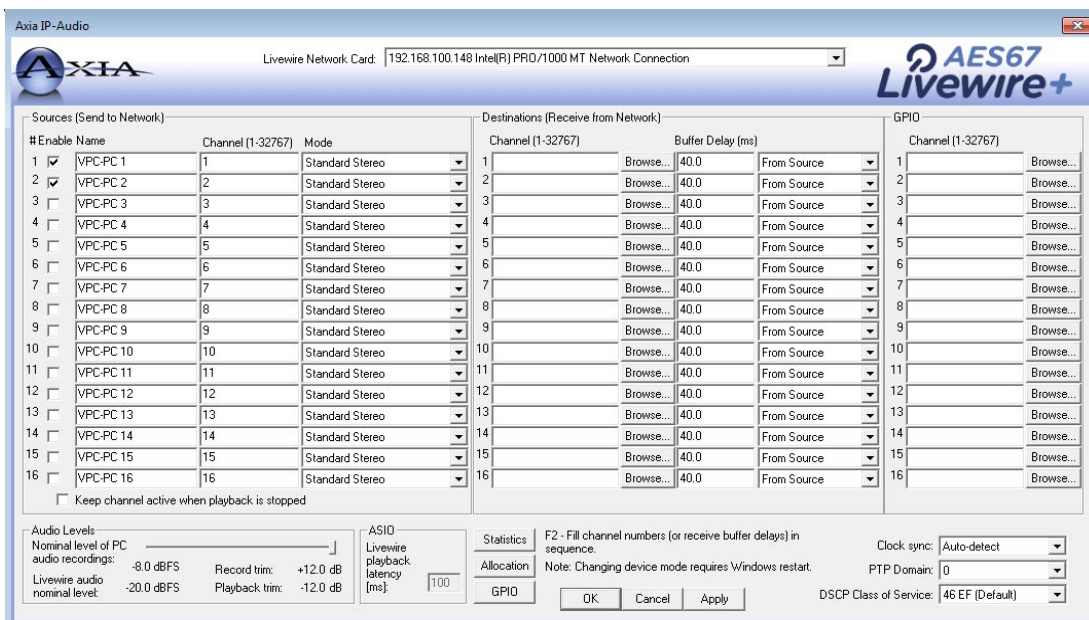 Axia IP-Audio
AXIA
Livewire Network Card: 192.168.100.148 Intel(R) PRO/1000 MT Network Connection
AES67
Livewire+
Sources (Send to Network)
# Enable Name Channel (1-32767) Mode
1 VPC-PC 1 1 Standard Stereo
2 VPC-PC 2 2 Standard Stereo
3 VPC-PC 3 3 Standard Stereo
4 VPC-PC 4 4 Standard Stereo
5 VPC-PC 5 5 Standard Stereo
6 VPC-PC 6 6 Standard Stereo
7 VPC-PC 7 7 Standard Stereo
8 VPC-PC 8 8 Standard Stereo
9 VPC-PC 9 9 Standard Stereo
10 VPC-PC 10 10 Standard Stereo
11 VPC-PC 11 11 Standard Stereo
12 VPC-PC 12 12 Standard Stereo
13 VPC-PC 13 13 Standard Stereo
14 VPC-PC 14 14 Standard Stereo
15 VPC-PC 15 15 Standard Stereo
16 VPC-PC 16 16 Standard Stereo
Keep channel active when playback is stopped
Destinations (Receive from Network)
Channel (1-32767) Buffer Delay (ms)
1 Browse... 40.0 From Source
2 Browse... 40.0 From Source
3 Browse... 40.0 From Source
4 Browse... 40.0 From Source
5 Browse... 40.0 From Source
6 Browse... 40.0 From Source
7 Browse... 40.0 From Source
8 Browse... 40.0 From Source
9 Browse... 40.0 From Source
10 Browse... 40.0 From Source
11 Browse... 40.0 From Source
12 Browse... 40.0 From Source
13 Browse... 40.0 From Source
14 Browse... 40.0 From Source
15 Browse... 40.0 From Source
16 Browse... 40.0 From Source
GPIO
Channel (1-32767)
1 Browse...
2 Browse...
3 Browse...
4 Browse...
5 Browse...
6 Browse...
7 Browse...
8 Browse...
9 Browse...
10 Browse...
11 Browse...
12 Browse...
13 Browse...
14 Browse...
15 Browse...
16 Browse...
Audio Levels
Nominal level of PC
audio recordings:
-8.0 dBFS
Record trim: +12.0 dB
Livewire audio
nominal level:
-20.0 dBFS
Playback trim: -12.0 dB
ASIO
Livewire
playback
latency
[ms]:
100
Statistics
Allocation
GPIO
F2 - Fill channel numbers (or receive buffer delays) in
sequence.
Note: Changing device mode requires Windows restart.
OK Cancel Apply
Clock sync: Auto-detect
PTP Domain: 0
DSCP Class of Service: 46 EF (Default)